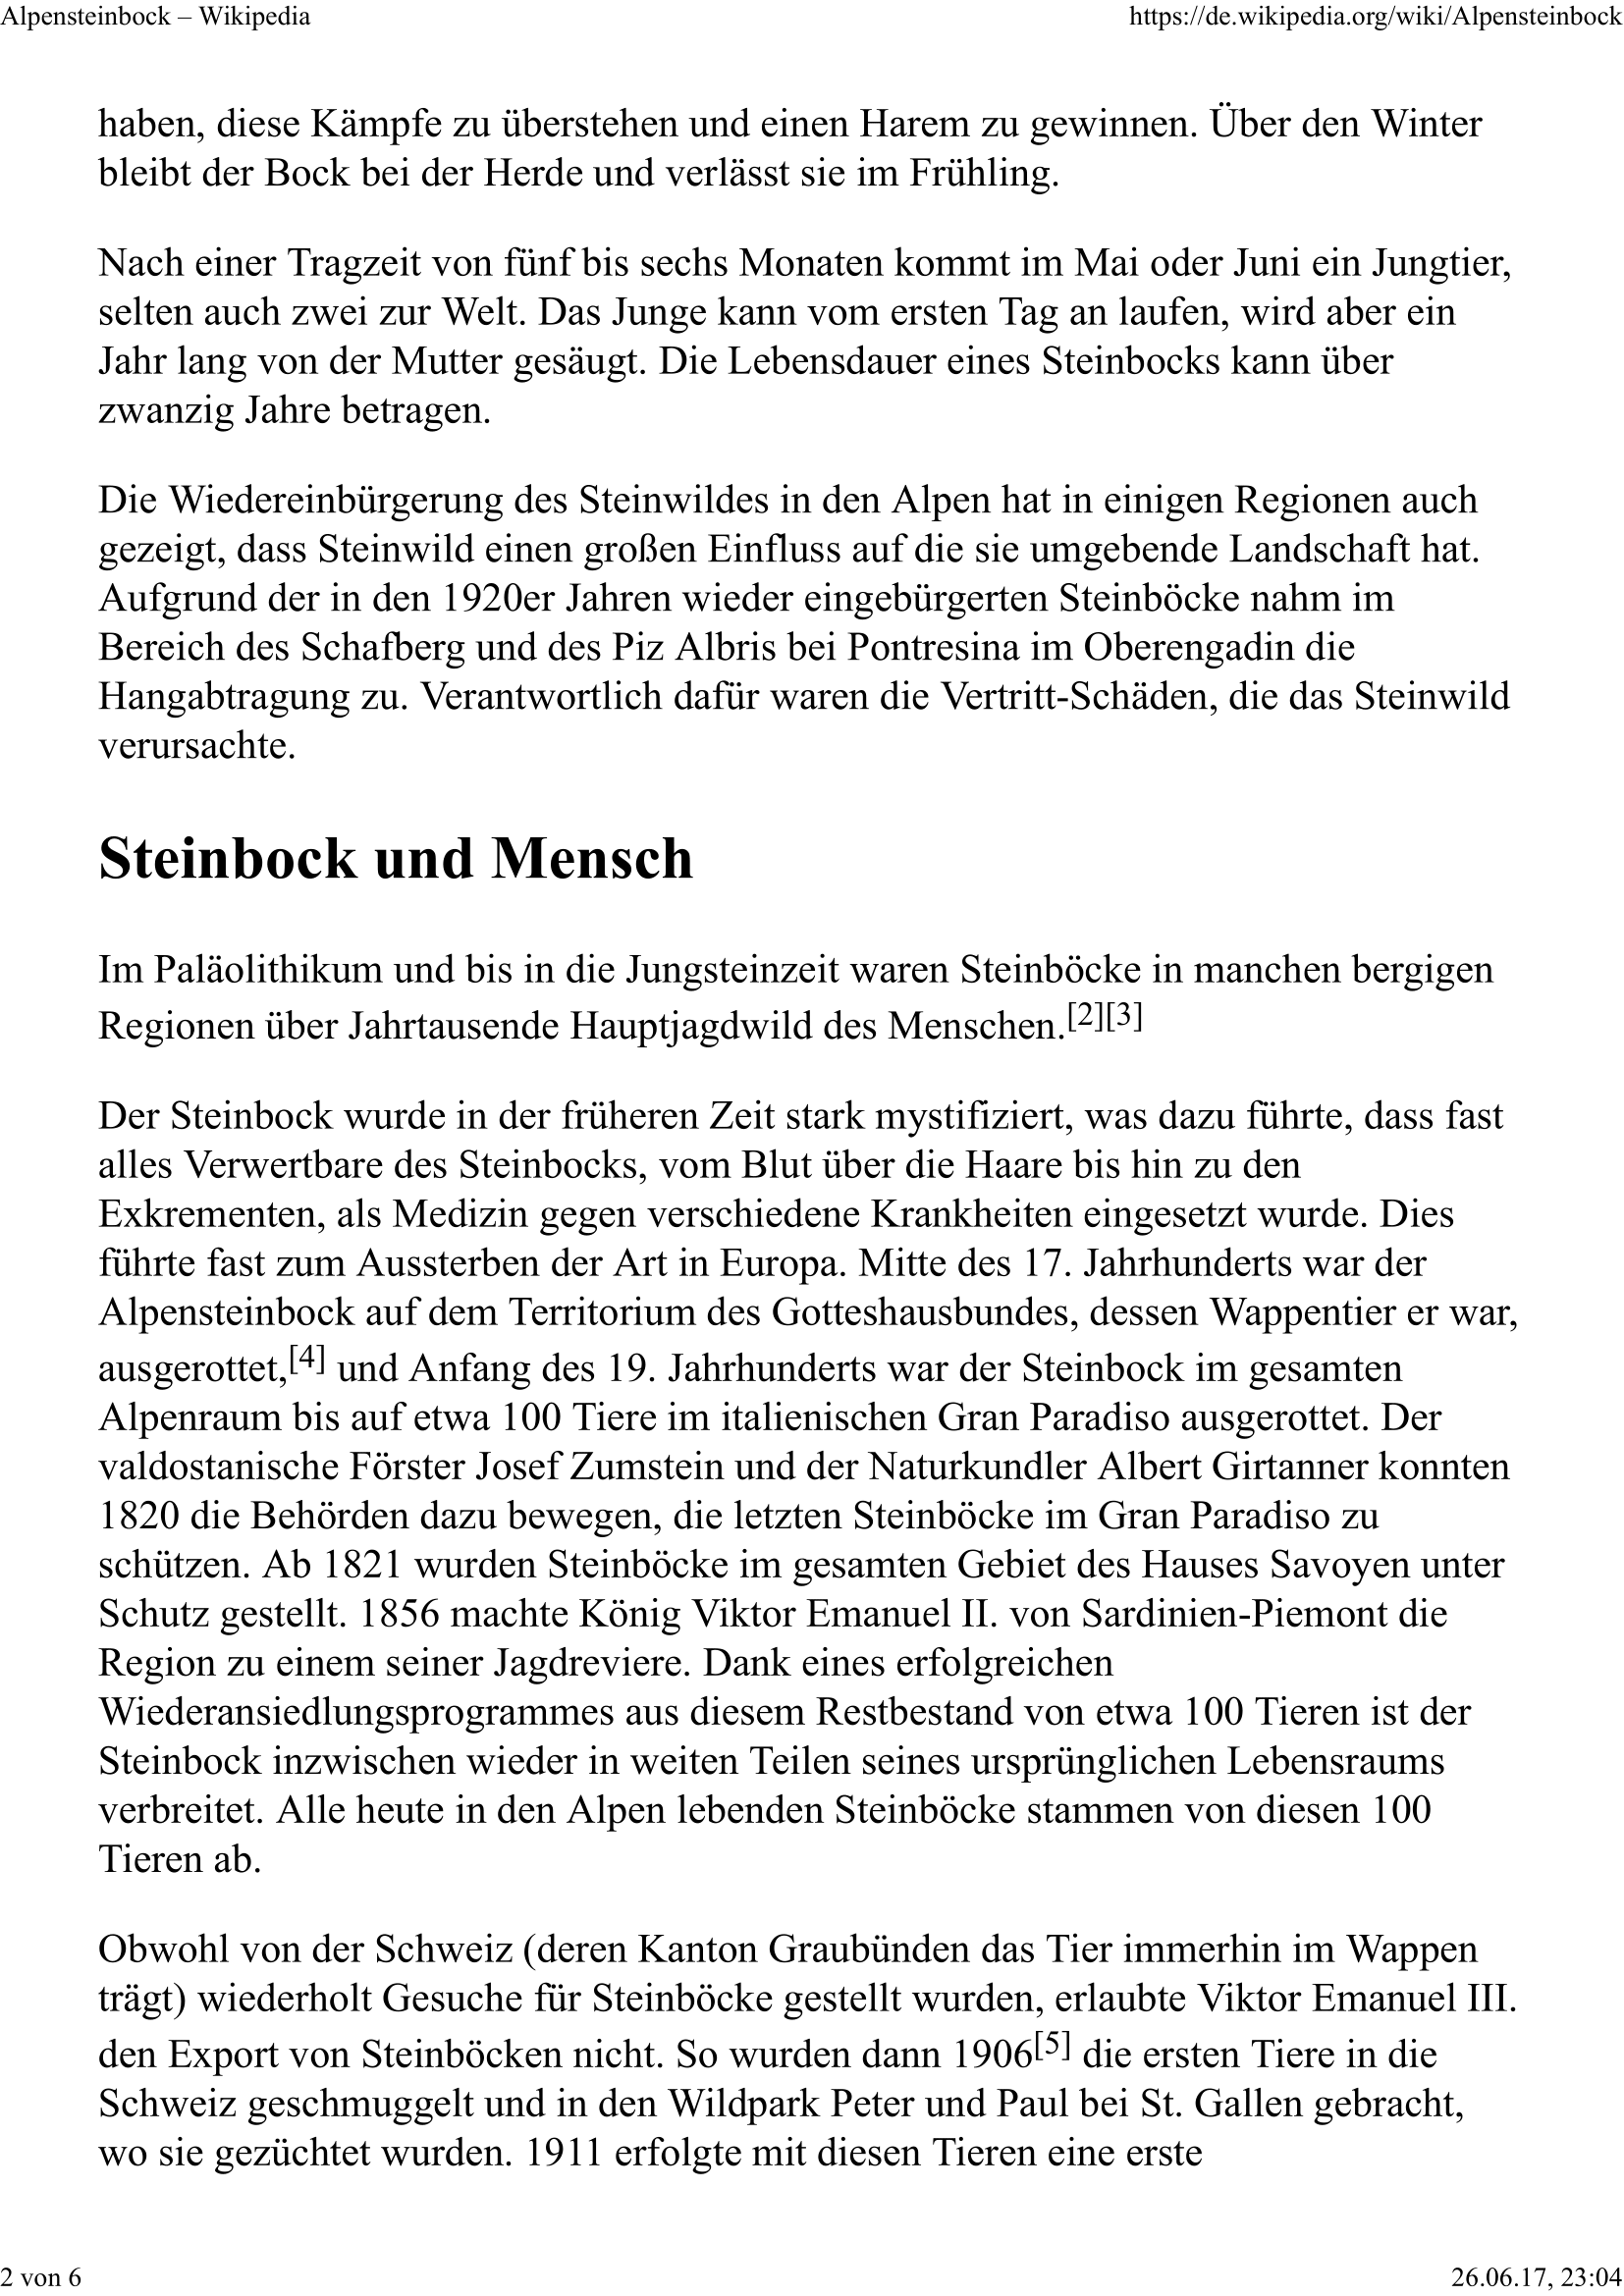 Alpensteinbock – Wikipedia https://de.wikipedia.org/wiki/Alpensteinbock
haben, diese Kämpfe zu überstehen und einen Harem zu gewinnen. Über den Winter
bleibt der Bock bei der Herde und verlässt sie im Frühling.
Nach einer Tragzeit von fünf bis sechs Monaten kommt im Mai oder Juni ein Jungtier,
selten auch zwei zur Welt. Das Junge kann vom ersten Tag an laufen, wird aber ein
Jahr lang von der Mutter gesäugt. Die Lebensdauer eines Steinbocks kann über
zwanzig Jahre betragen.
Die Wiedereinbürgerung des Steinwildes in den Alpen hat in einigen Regionen auch
gezeigt, dass Steinwild einen großen Einfluss auf die sie umgebende Landschaft hat.
Aufgrund der in den 1920er Jahren wieder eingebürgerten Steinböcke nahm im
Bereich des Schafberg und des Piz Albris bei Pontresina im Oberengadin die
Hangabtragung zu. Verantwortlich dafür waren die Vertritt-Schäden, die das Steinwild
verursachte.
Steinbock und Mensch
Im Paläolithikum und bis in die Jungsteinzeit waren Steinböcke in manchen bergigen
Regionen über Jahrtausende Hauptjagdwild des Menschen.[2][3]
Der Steinbock wurde in der früheren Zeit stark mystifiziert, was dazu führte, dass fast
alles Verwertbare des Steinbocks, vom Blut über die Haare bis hin zu den
Exkrementen, als Medizin gegen verschiedene Krankheiten eingesetzt wurde. Dies
führte fast zum Aussterben der Art in Europa. Mitte des 17. Jahrhunderts war der
Alpensteinbock auf dem Territorium des Gotteshausbundes, dessen Wappentier er war,
ausgerottet,[4] und Anfang des 19. Jahrhunderts war der Steinbock im gesamten
Alpenraum bis auf etwa 100 Tiere im italienischen Gran Paradiso ausgerottet. Der
valdostanische Förster Josef Zumstein und der Naturkundler Albert Girtanner konnten
1820 die Behörden dazu bewegen, die letzten Steinböcke im Gran Paradiso zu
schützen. Ab 1821 wurden Steinböcke im gesamten Gebiet des Hauses Savoyen unter
Schutz gestellt. 1856 machte König Viktor Emanuel II. von Sardinien-Piemont die
Region zu einem seiner Jagdreviere. Dank eines erfolgreichen
Wiederansiedlungsprogrammes aus diesem Restbestand von etwa 100 Tieren ist der
Steinbock inzwischen wieder in weiten Teilen seines ursprünglichen Lebensraums
verbreitet. Alle heute in den Alpen lebenden Steinböcke stammen von diesen 100
Tieren ab.
Obwohl von der Schweiz (deren Kanton Graubünden das Tier immerhin im Wappen
trägt) wiederholt Gesuche für Steinböcke gestellt wurden, erlaubte Viktor Emanuel III.
den Export von Steinböcken nicht. So wurden dann 1906[5] die ersten Tiere in die
Schweiz geschmuggelt und in den Wildpark Peter und Paul bei St. Gallen gebracht,
wo sie gezüchtet wurden. 1911 erfolgte mit diesen Tieren eine erste
2 von 6 26.06.17, 23:04